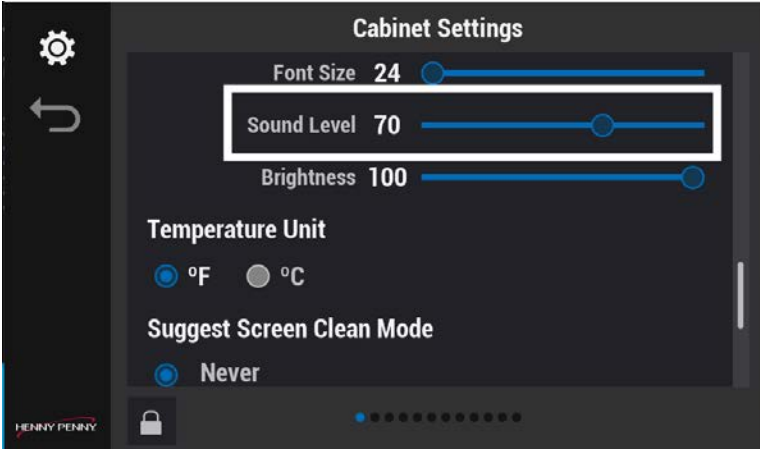 Cabinet Settings
Font Size 24
Sound Level 70
Brightness 100
Temperature Unit
ºF ºC
Suggest Screen Clean Mode
Never
HENNY PENNY